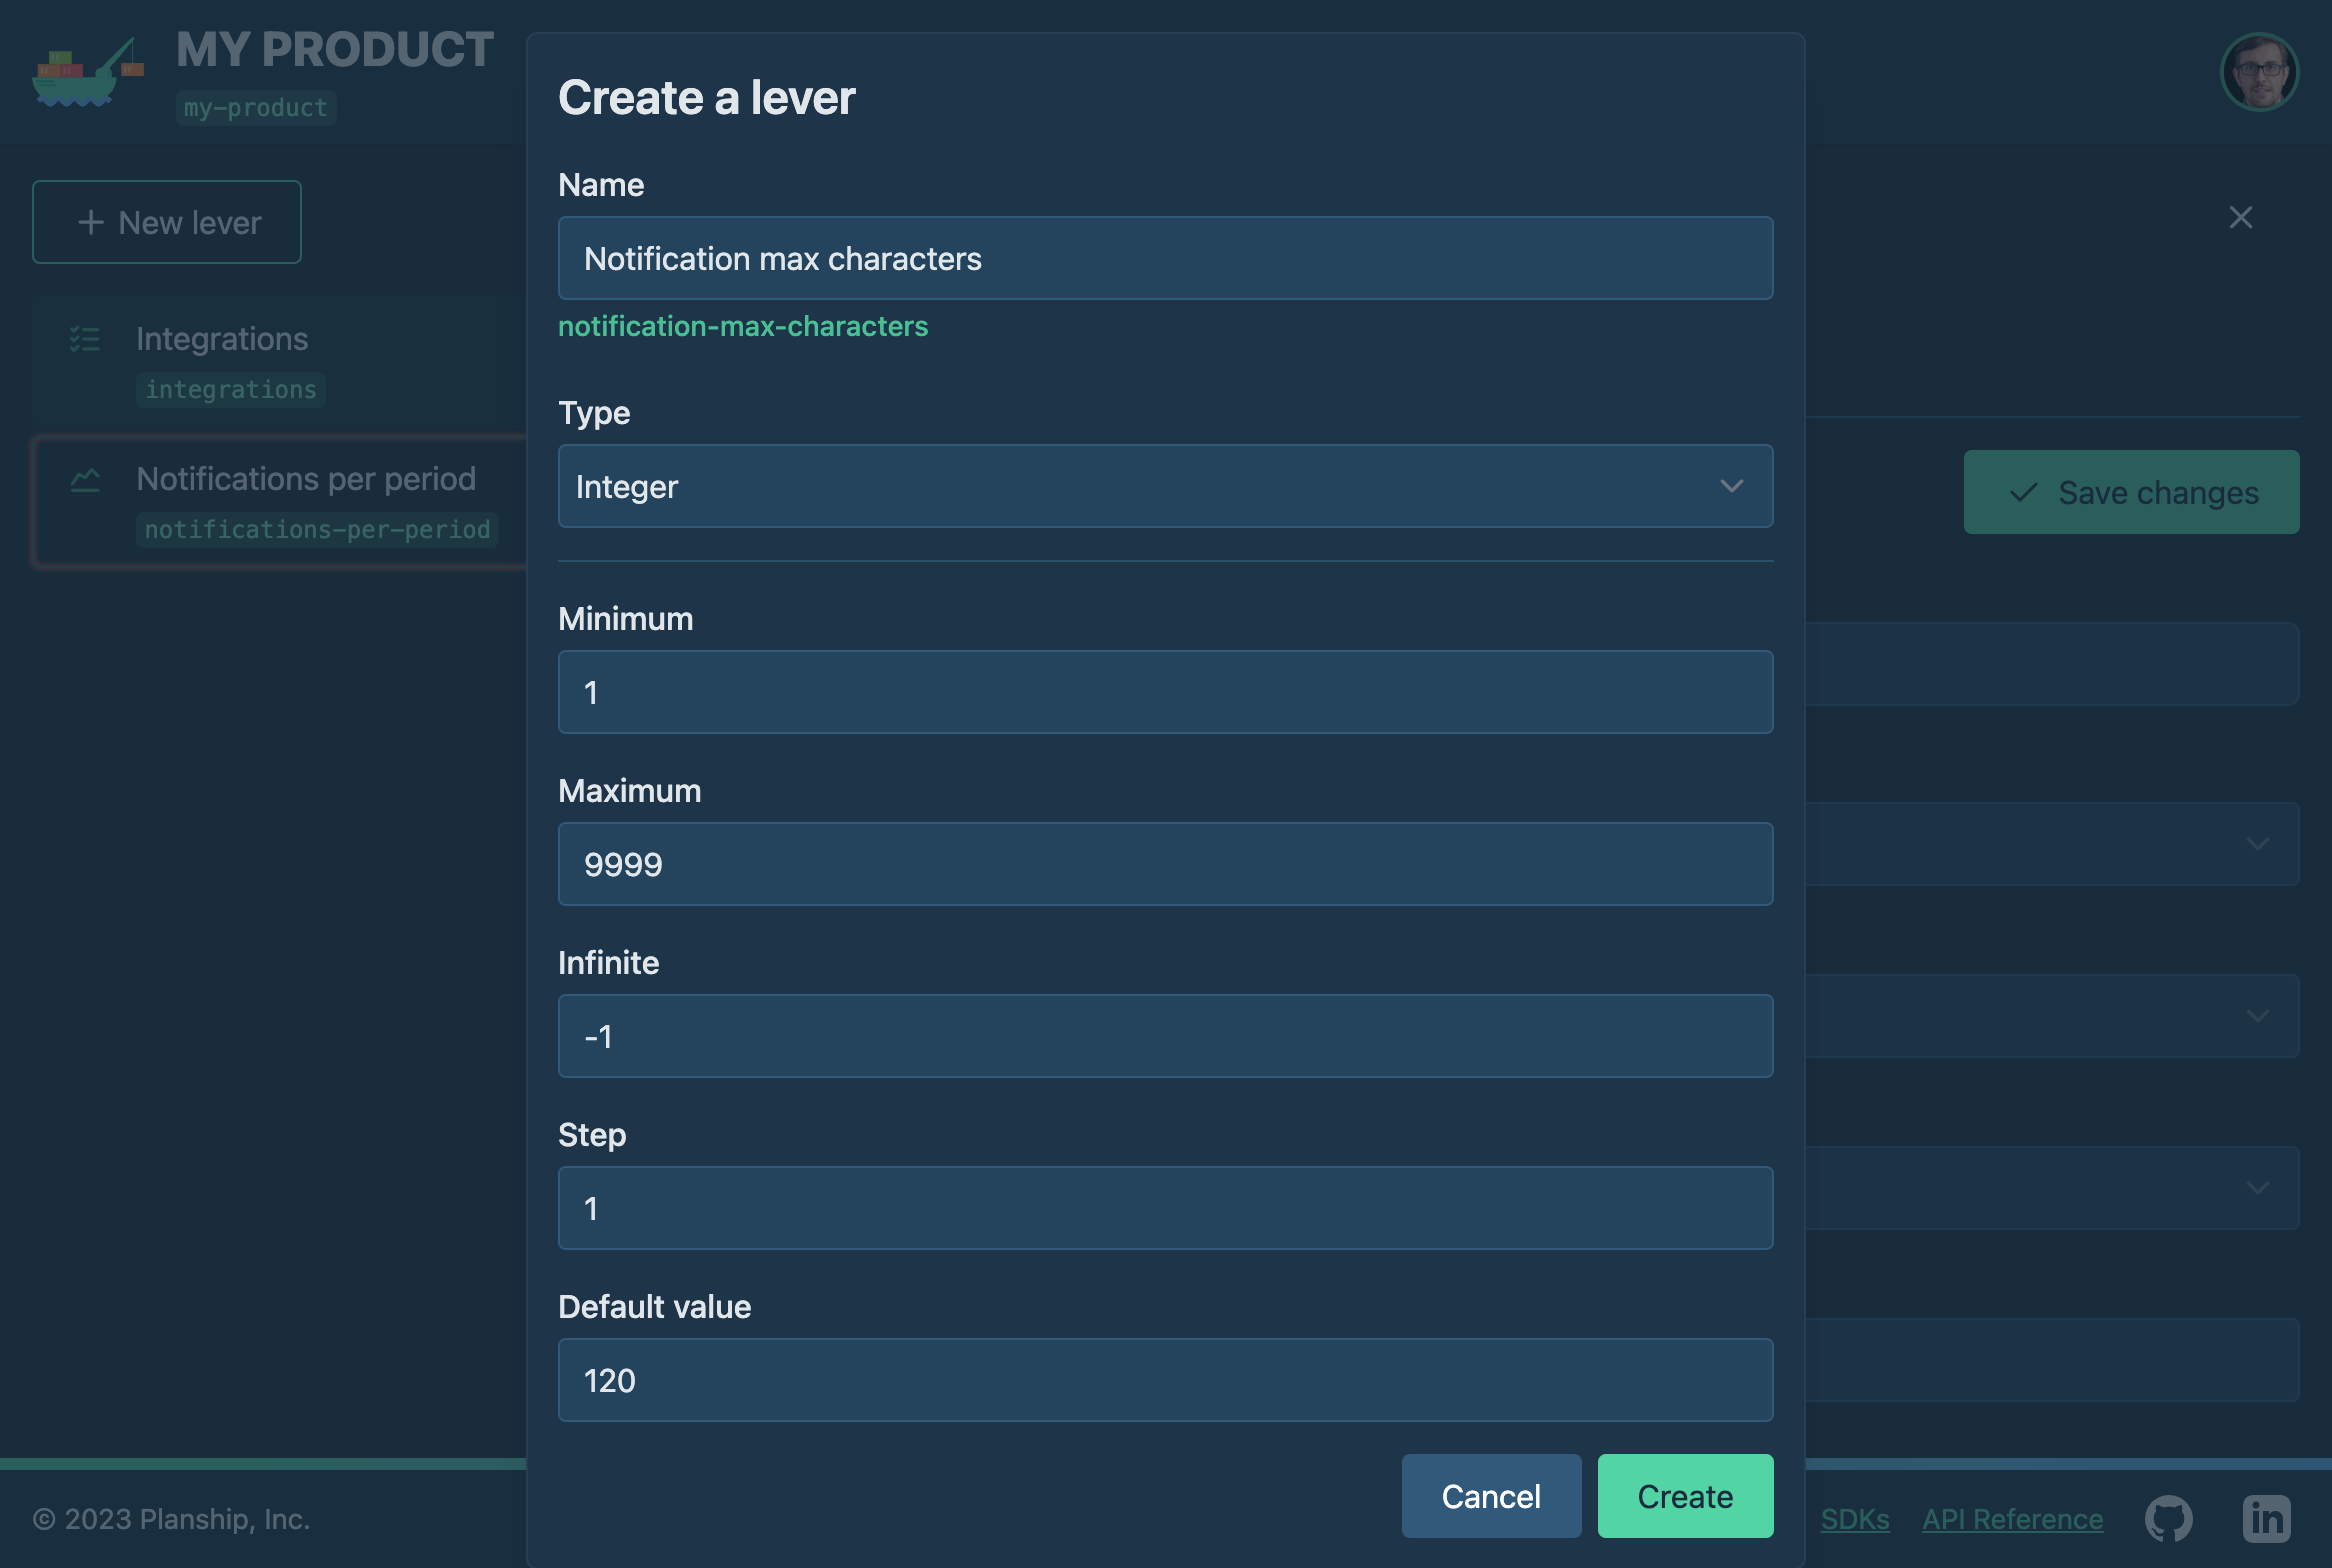 MY PRODUCT
my-product
+ New lever
Integrations
integrations
Notifications per period
notifications-per-period
Create a lever
Name
Notification max characters
notification-max-characters
Type
Integer
Minimum
1
Maximum
9999
Infinite
-1
Step
1
Default value
120
Cancel
Create
Save changes
© 2023 Planship, Inc.
SDKs
API Reference
in